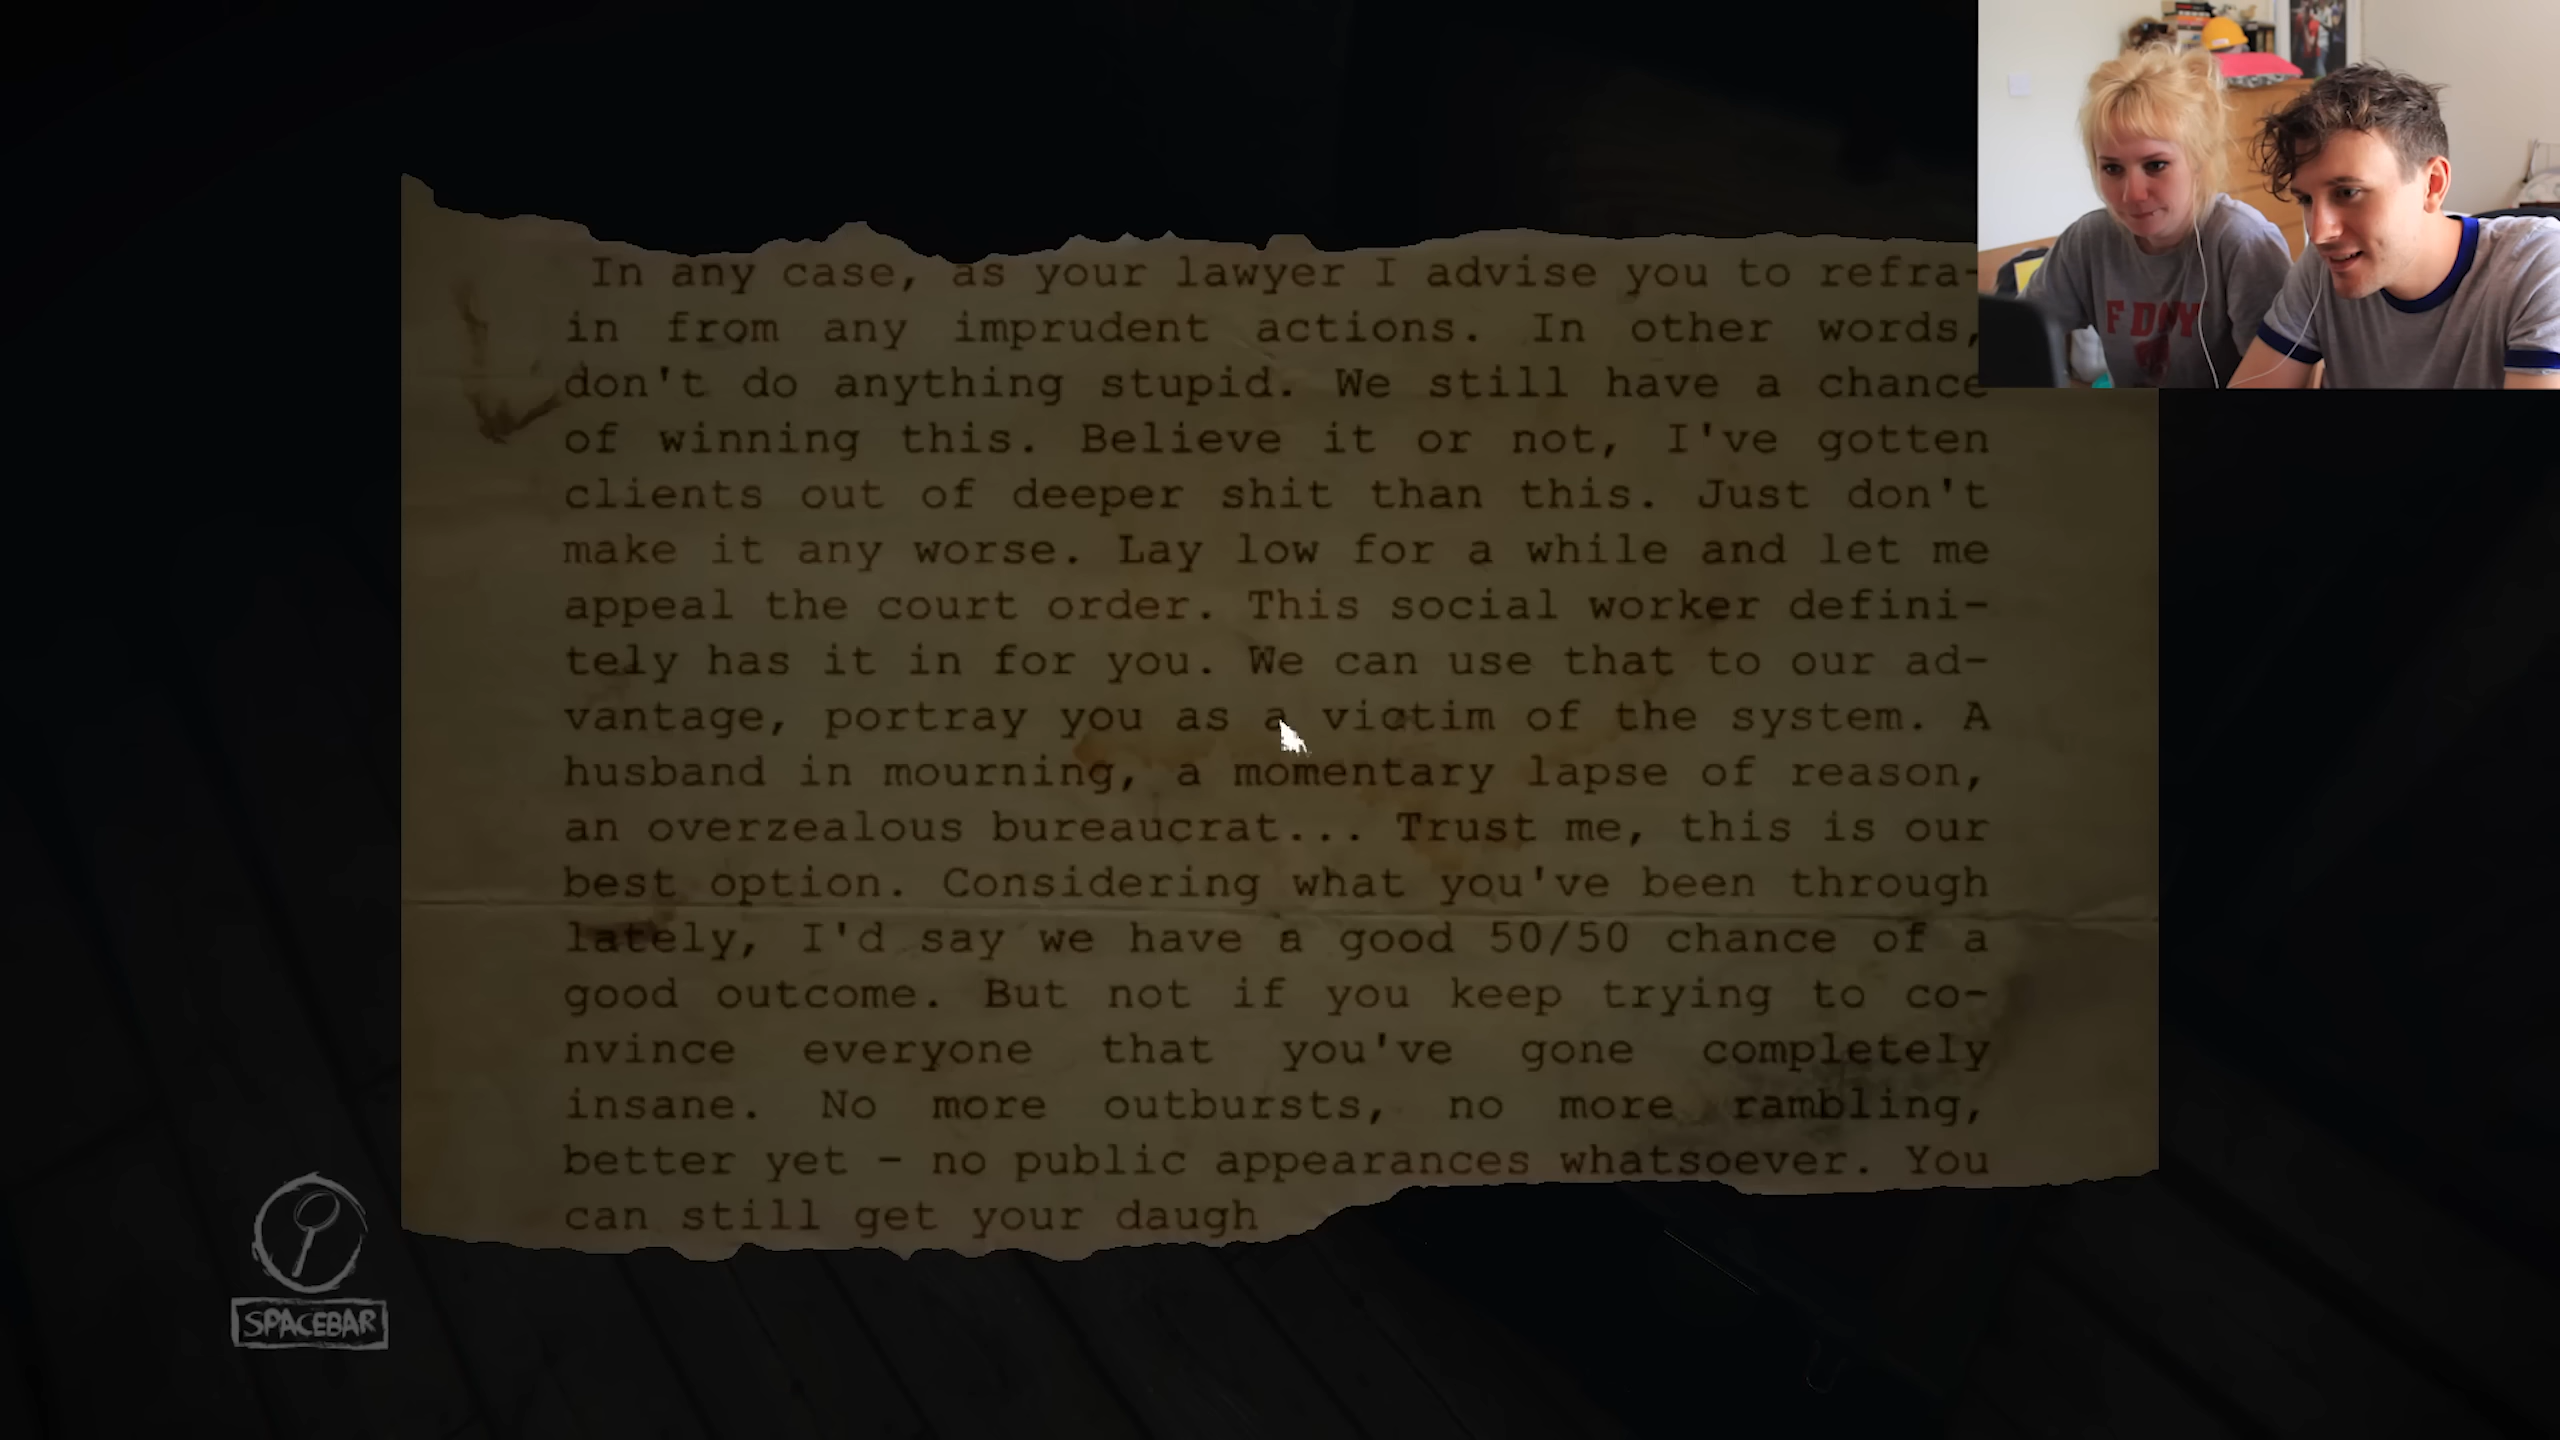 In any case, as your lawyer I advise you to refra-
in from any imprudent actions. In other words,
don't do anything stupid. We still have a chance
of winning this. Believe it or not, I've gotten
clients out of deeper shit than this. Just don't
make it any worse. Lay low for a while and let me
appeal the court order. This social worker defini-
tely has it in for you. We can use that to our ad-
vantage, portray you as a victim of the system. A
husband in mourning, a momentary lapse of reason,
an overzealous bureaucrat... Trust me, this is our
best option. Considering what you've been through
lately, I'd say we have a good 50/50 chance of a
good outcome. But not if you keep trying to co-
nvince everyone that you've gone completely
insane. No more outbursts, no more rambling,
better yet - no public appearances whatsoever. You
can still get your daugh
SPACEBAR